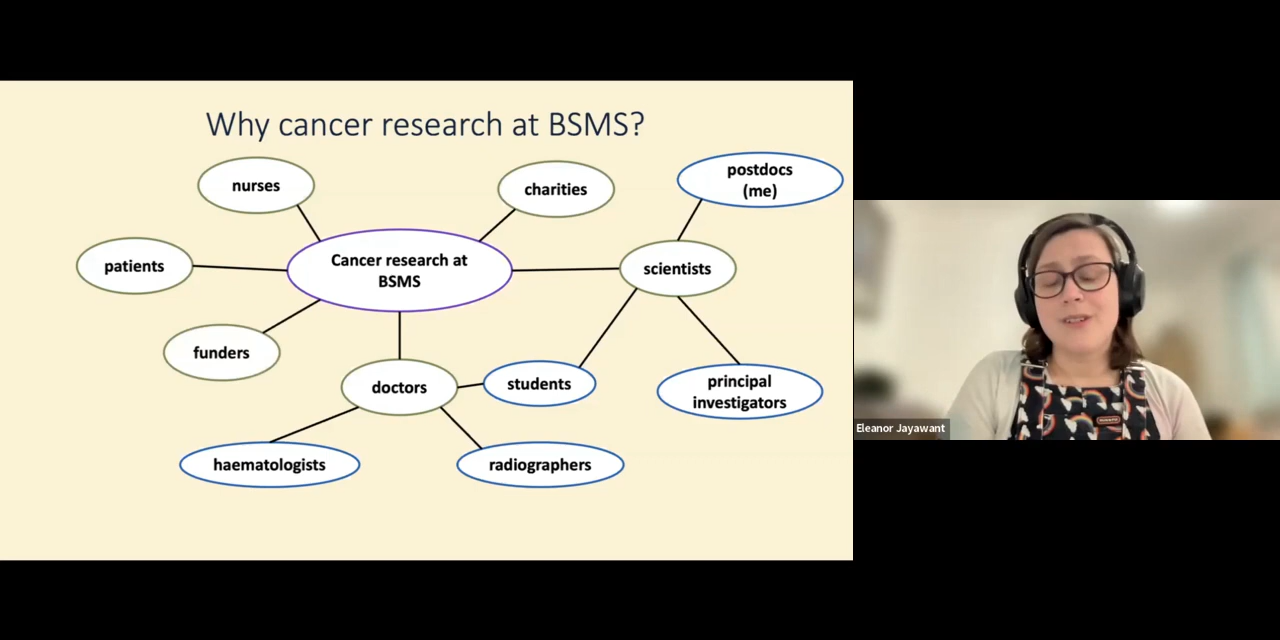 Why cancer research at BSMS?
nurses
charities
postdocs
(me)
patients
Cancer research at
BSMS
scientists
funders
doctors
students
principal
investigators
haematologists
radiographers
Eleanor Jayawant